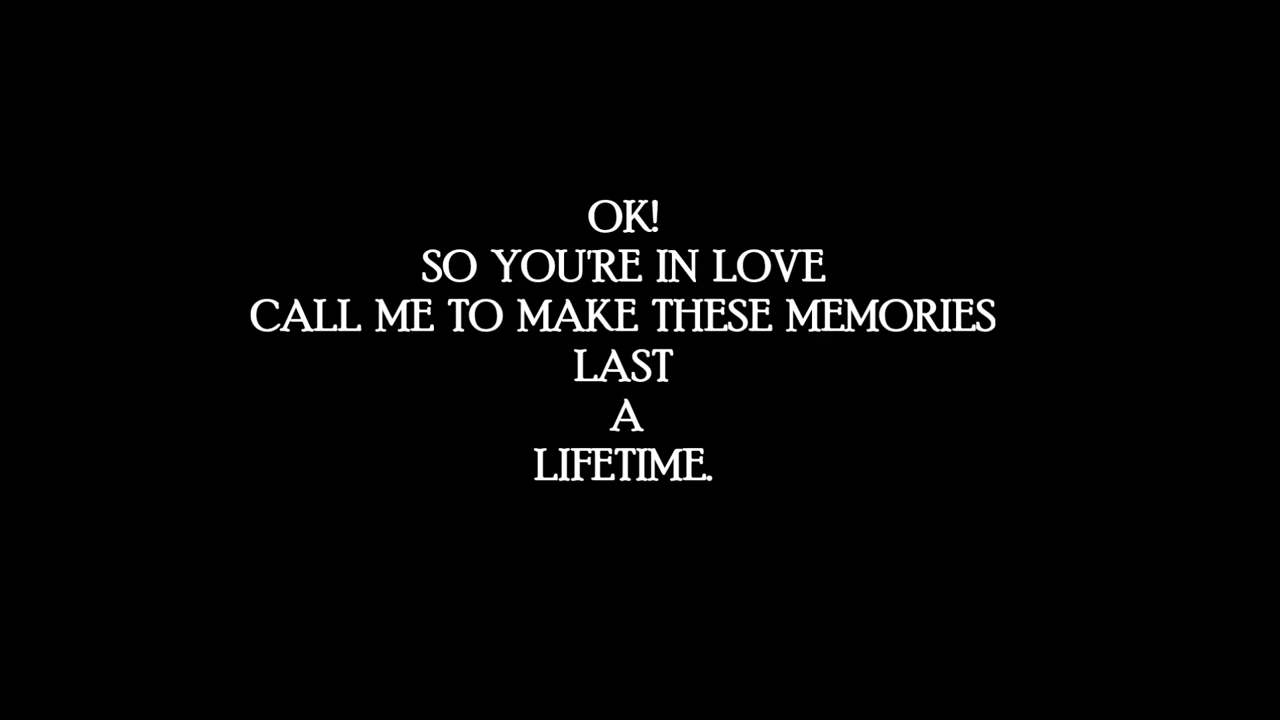 OK!
SO YOU'RE IN LOVE
CALL ME TO MAKE THESE MEMORIES
LAST
A
LIFETIME.